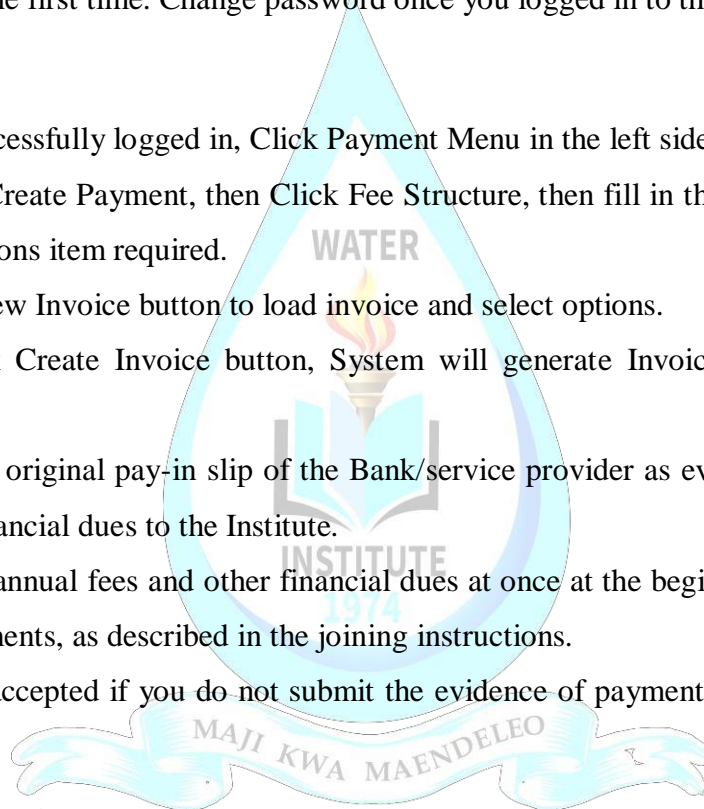 e first time. Change password once you logged in to th
cessfully logged in, Click Payment Menu in the left side
Create Payment, then Click Fee Structure, then fill in th
ons item required.
WATER
ew Invoice button to load invoice and select options.
Create Invoice button, System will generate Invoic
original pay-in slip of the Bank/service provider as ev
ancial dues to the Institute.
INSTITUTE
annual fees and other financial dues at once at the begi
1974
ments, as described in the joining instructions.
accepted if you do not submit the evidence of payment
MAJI KWA MAENDELEO